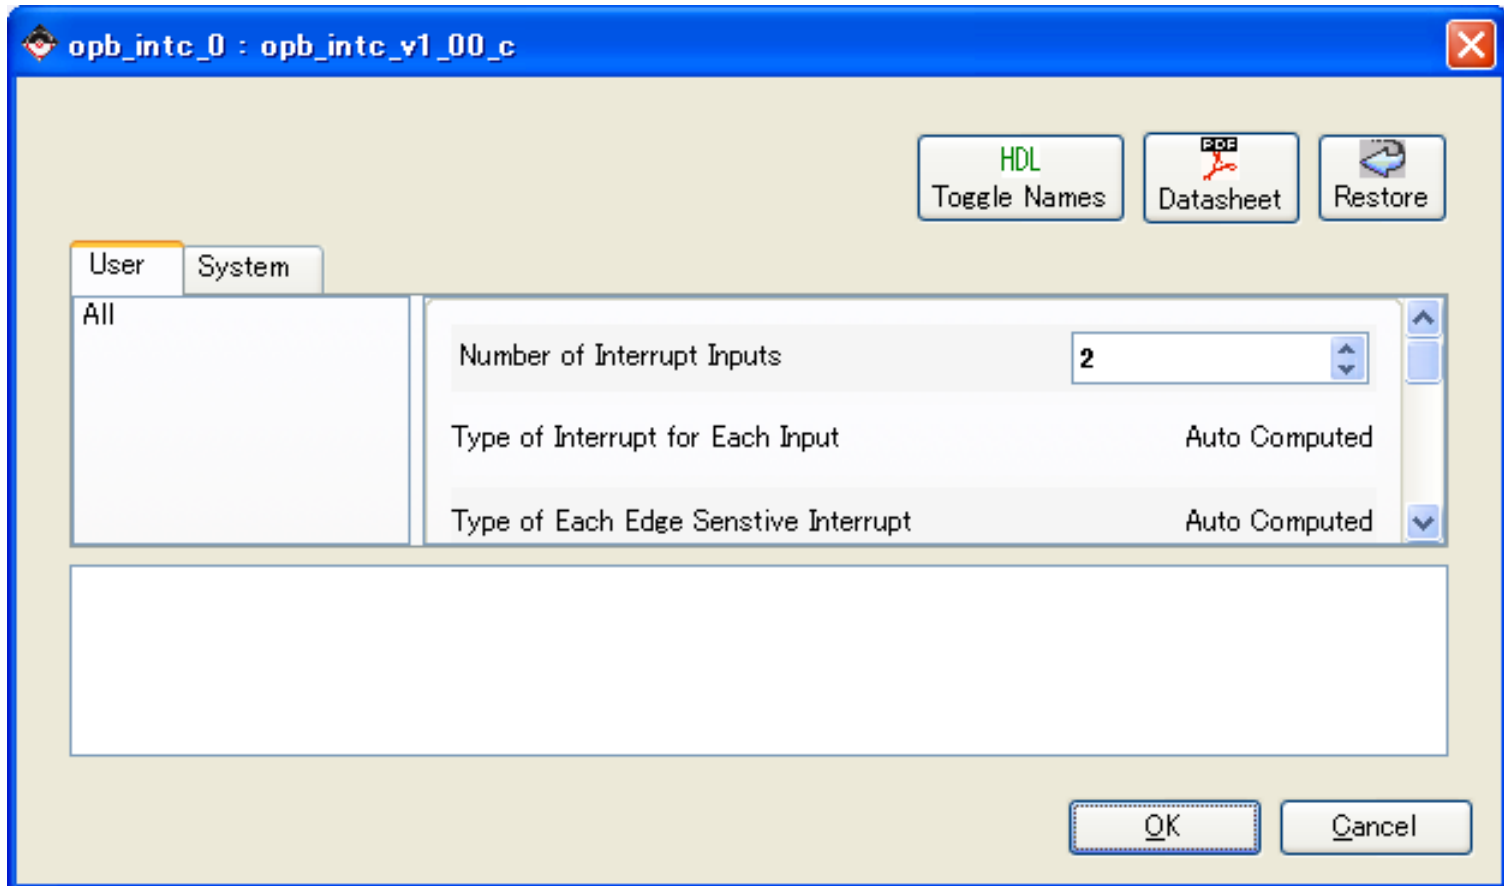 opb_intc_0 : opb_intc_v1_00_c
HDL
Toggle Names
PDF
Datasheet
Restore
User
System
All
Number of Interrupt Inputs
2
Type of Interrupt for Each Input
Auto Computed
Type of Each Edge Senstive Interrupt
Auto Computed
OK
Cancel